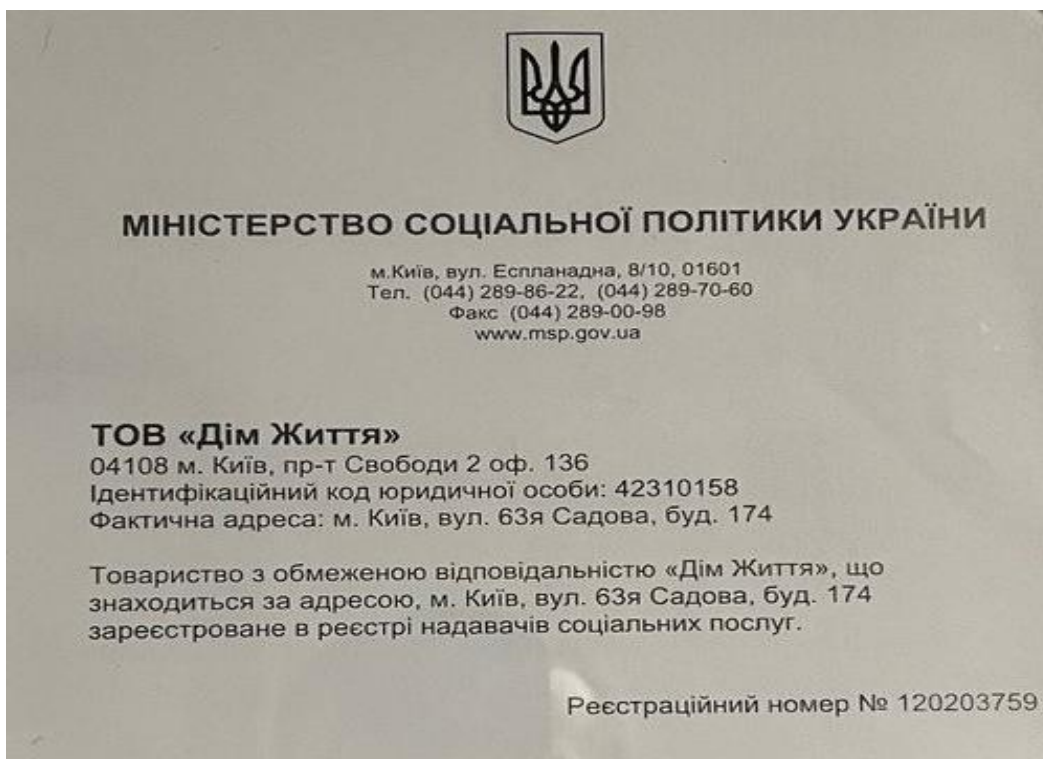 МІНІСТЕРСТВО СОЦІАЛЬНОЇ ПОЛІТИКИ УКРАЇНИ
м.Київ, вул. Еспланадна, 8/10, 01601
Тел. (044) 289-86-22, (044) 289-70-60
Факс (044) 289-00-98
www.msp.gov.ua
ТОВ «Дім Життя»
04108 м. Київ, пр-т Свободи 2 оф. 136
Ідентифікаційний код юридичної особи: 42310158
Фактична адреса: м. Київ, вул. 63я Садова, буд. 174
Товариство з обмеженою відповідальністю «Дім Життя», що
знаходиться за адресою, м. Київ, вул. 63я Садова, буд. 174
зареєстроване в реєстрі надавачів соціальних послуг.
Реєстраційний номер № 120203759